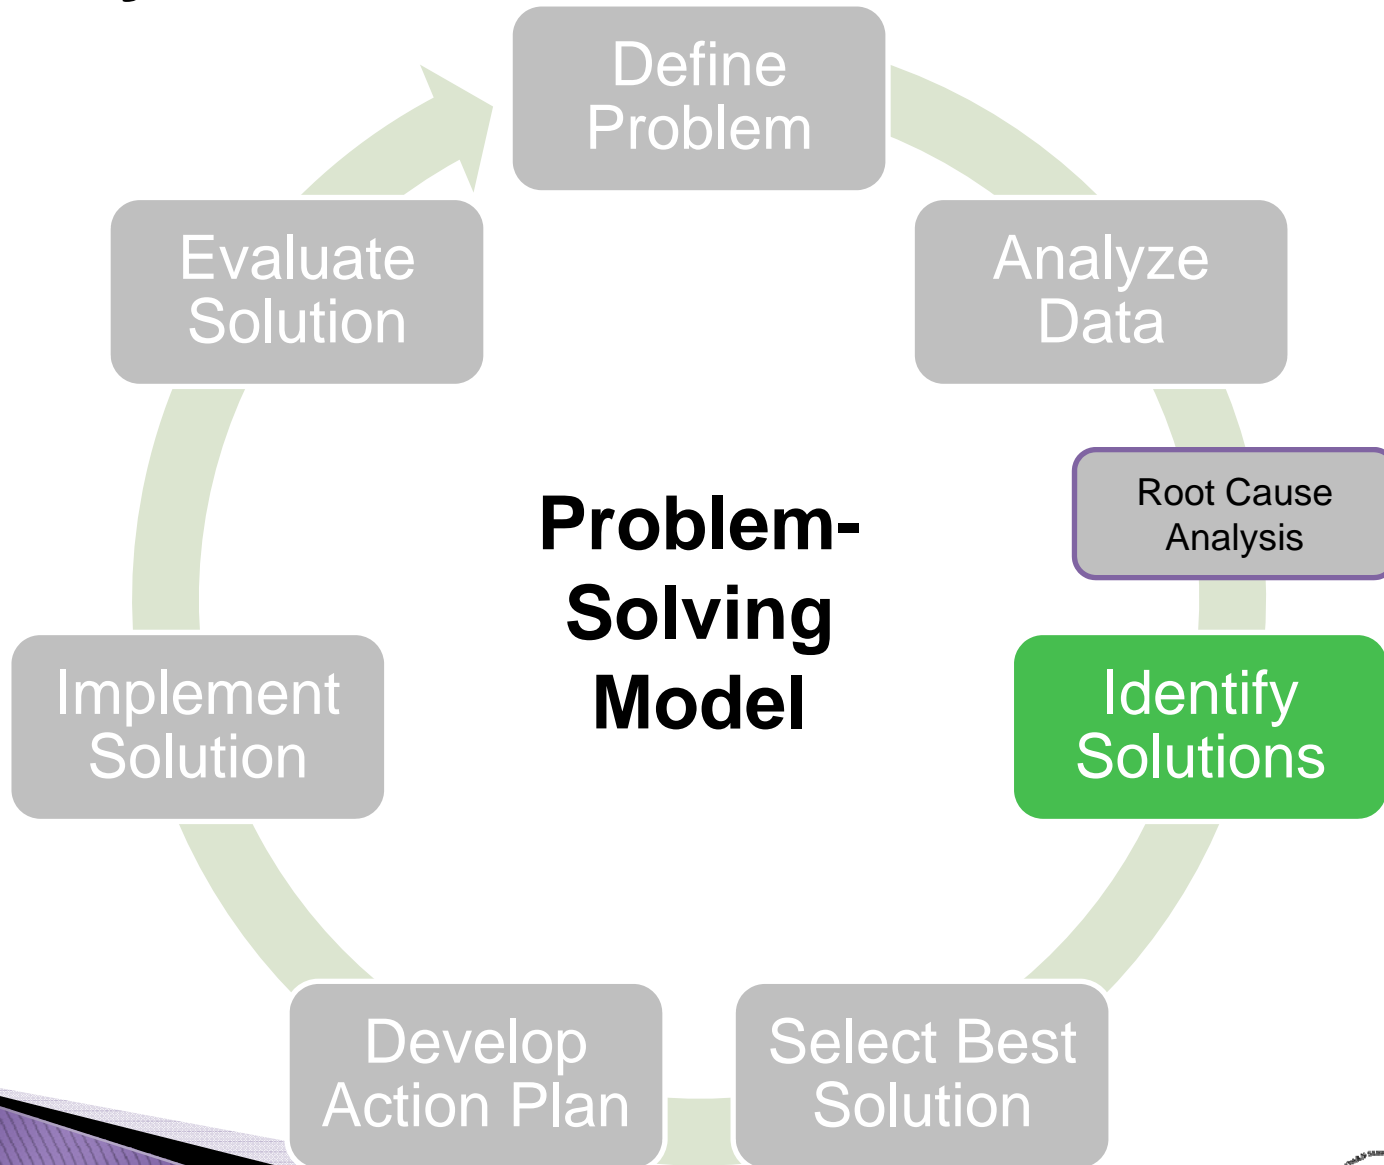 Define
Problem
Analyze
Data
Root Cause
Analysis
Identify
Solutions
Select Best
Solution
Develop
Action Plan
Implement
Solution
Evaluate
Solution
Problem-
Solving
Model